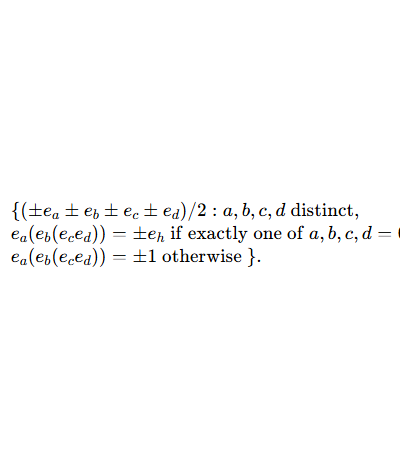 {(±e_a ± e_b ± e_c ± e_d)/2 : a, b, c, d distinct,
e_a(e_b(e_c e_d)) = ±e_h if exactly one of a, b, c, d =
e_a(e_b(e_c e_d)) = ±1 otherwise }.